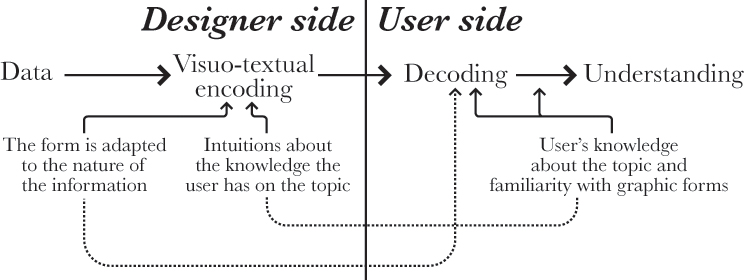 Designer side
User side
Data
Visuo-textual
encoding
Decoding
Understanding
The form is adapted
to the nature of
the information
Intuitions about
the knowledge the
user has on the topic
User’s knowledge
about the topic and
familiarity with graphic forms